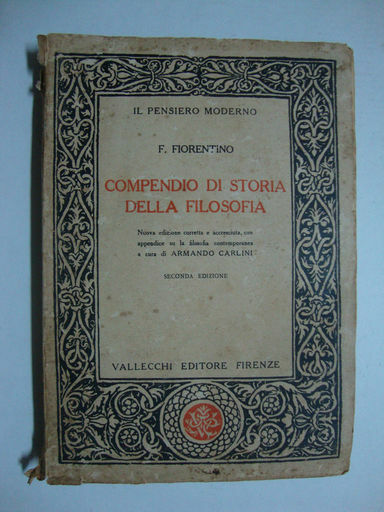 IL PENSIERO MODERNO
F. FIORENTINO
COMPENDIO DI STORIA
DELLA FILOSOFIA
Nuova edizione corretta e accresciuta, con
appendice su la filosofia contemporanea
a cura di ARMANDO CARLINI
SECONDA EDIZIONE
VALLECCHI EDITORE FIRENZE